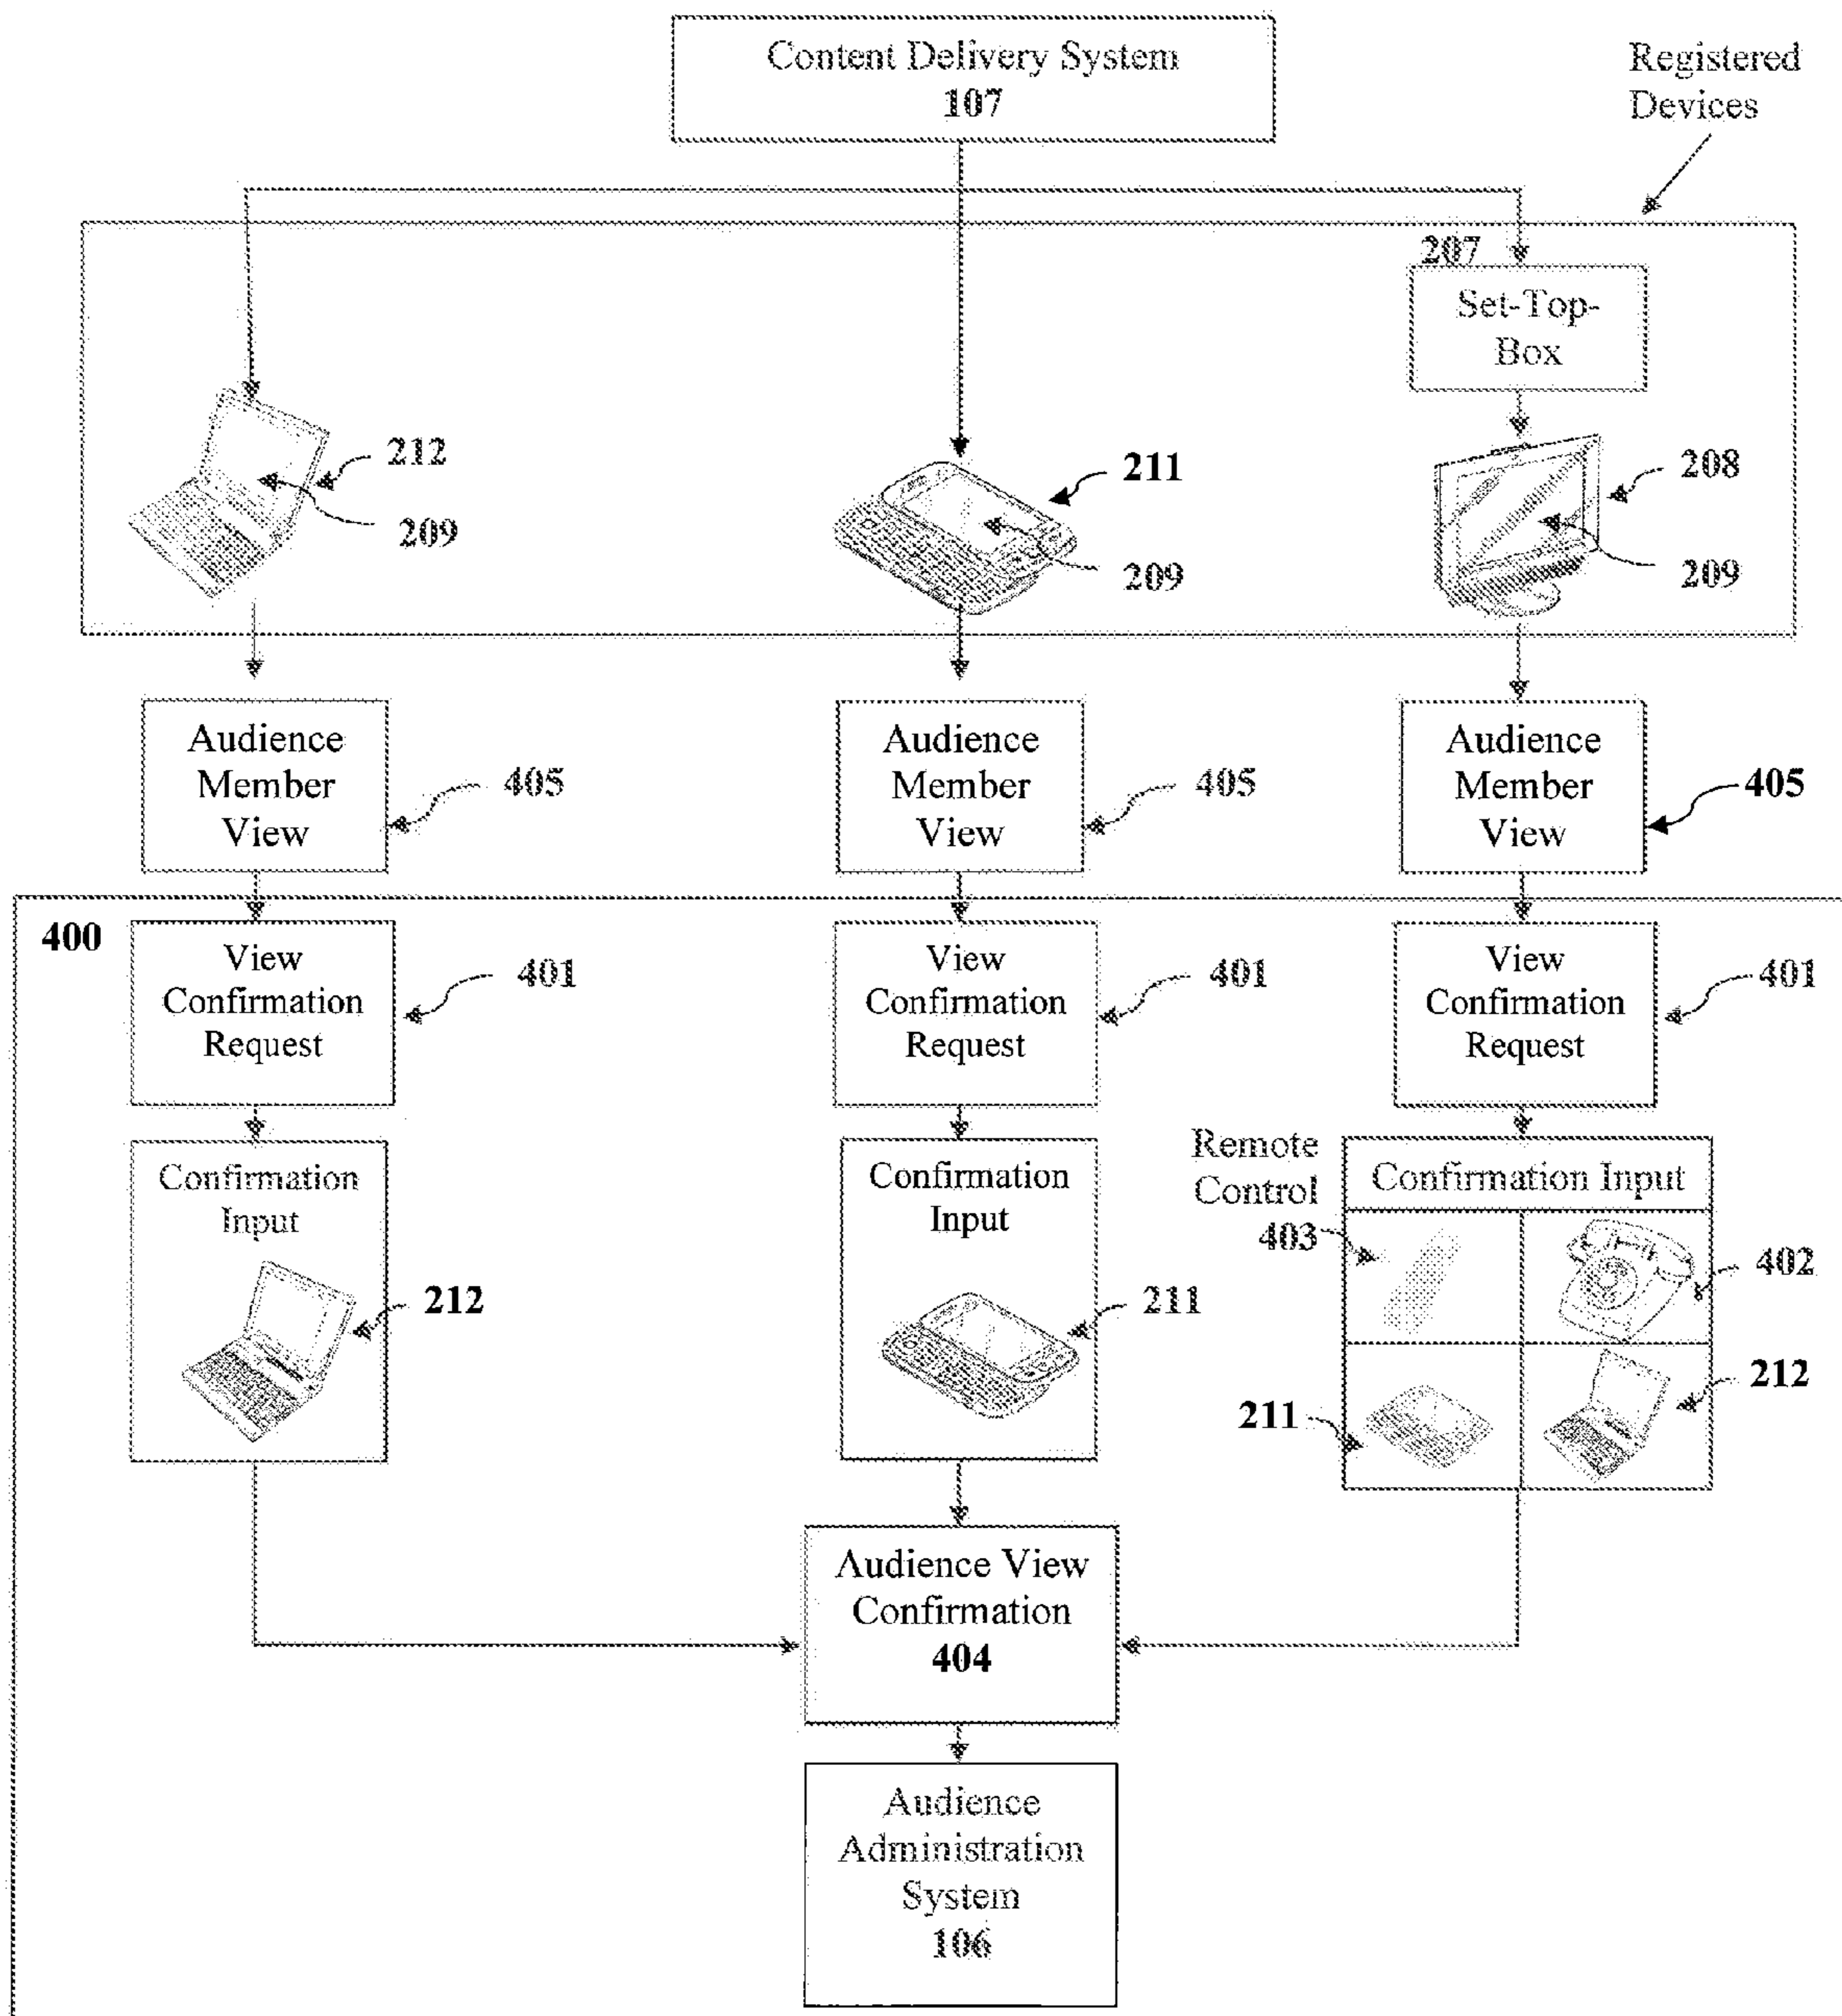 Content Delivery System
107
Registered
Devices
207
Set-Top-
Box
212
209
211
209
208
209
Audience
Member
View
405
Audience
Member
View
405
Audience
Member
View
405
400
View
Confirmation
Request
401
View
Confirmation
Request
401
View
Confirmation
Request
401
Confirmation
Input
212
Confirmation
Input
211
Remote
Control
403
Confirmation Input
402
211
212
Audience View
Confirmation
404
Audience
Administration
System
106